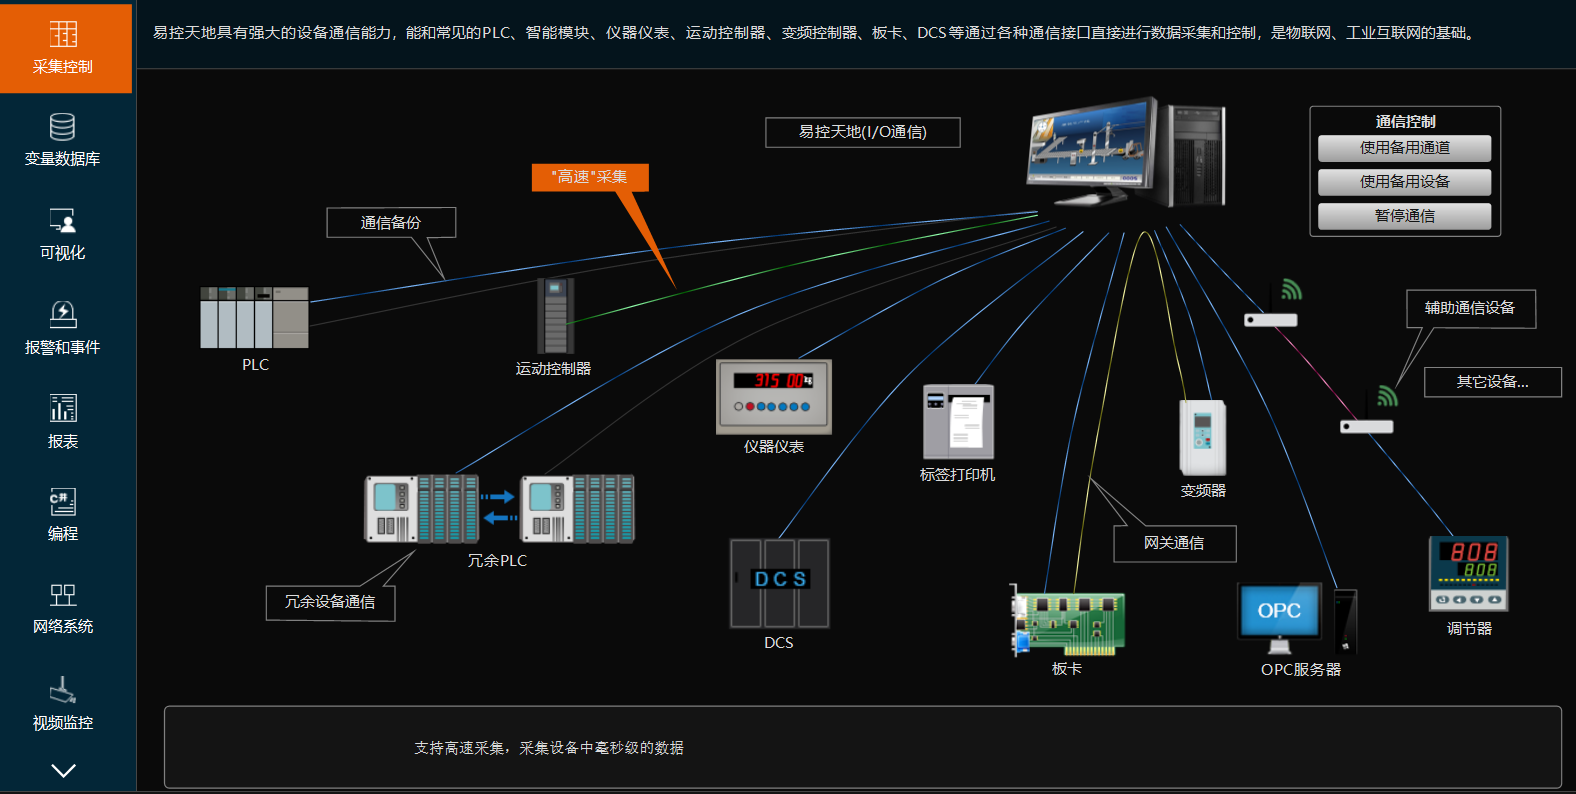 易控天地具有强大的设备通信能力，能和常见的PLC、智能模块、仪器仪表、运动控制器、变频控制器、板卡、DCS等通过各种通信接口直接进行数据采集和控制，是物联网、工业互联网的基础。
采集控制
变量数据库
可视化
报警和事件
报表
C#
编程
网络系统
视频监控
易控天地(I/O通信)
通信控制
使用备用通道
使用备用设备
暂停通信
"高速"采集
通信备份
PLC
运动控制器
辅助通信设备
其它设备...
315 0.0 kg
仪器仪表
标签打印机
变频器
冗余PLC
冗余设备通信
网关通信
DCS
DCS
板卡
OPC
OPC服务器
808
808
调节器
支持高速采集，采集设备中毫秒级的数据